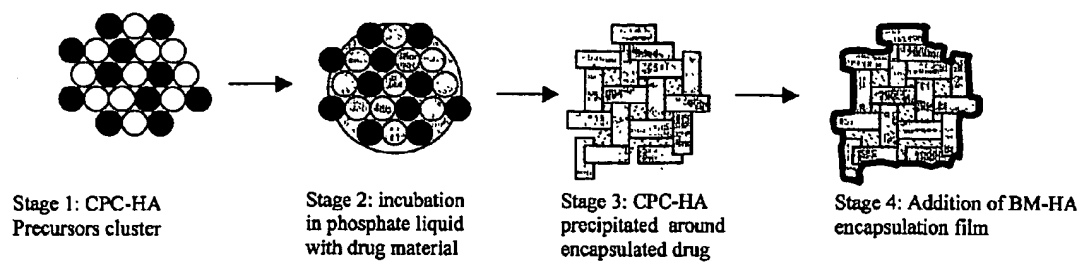 Stage 1: CPC-HA
Precursors cluster
Stage 2: incubation
in phosphate liquid
with drug material
Stage 3: CPC-HA
precipitated around
encapsulated drug
Stage 4: Addition of BM-HA
encapsulation film